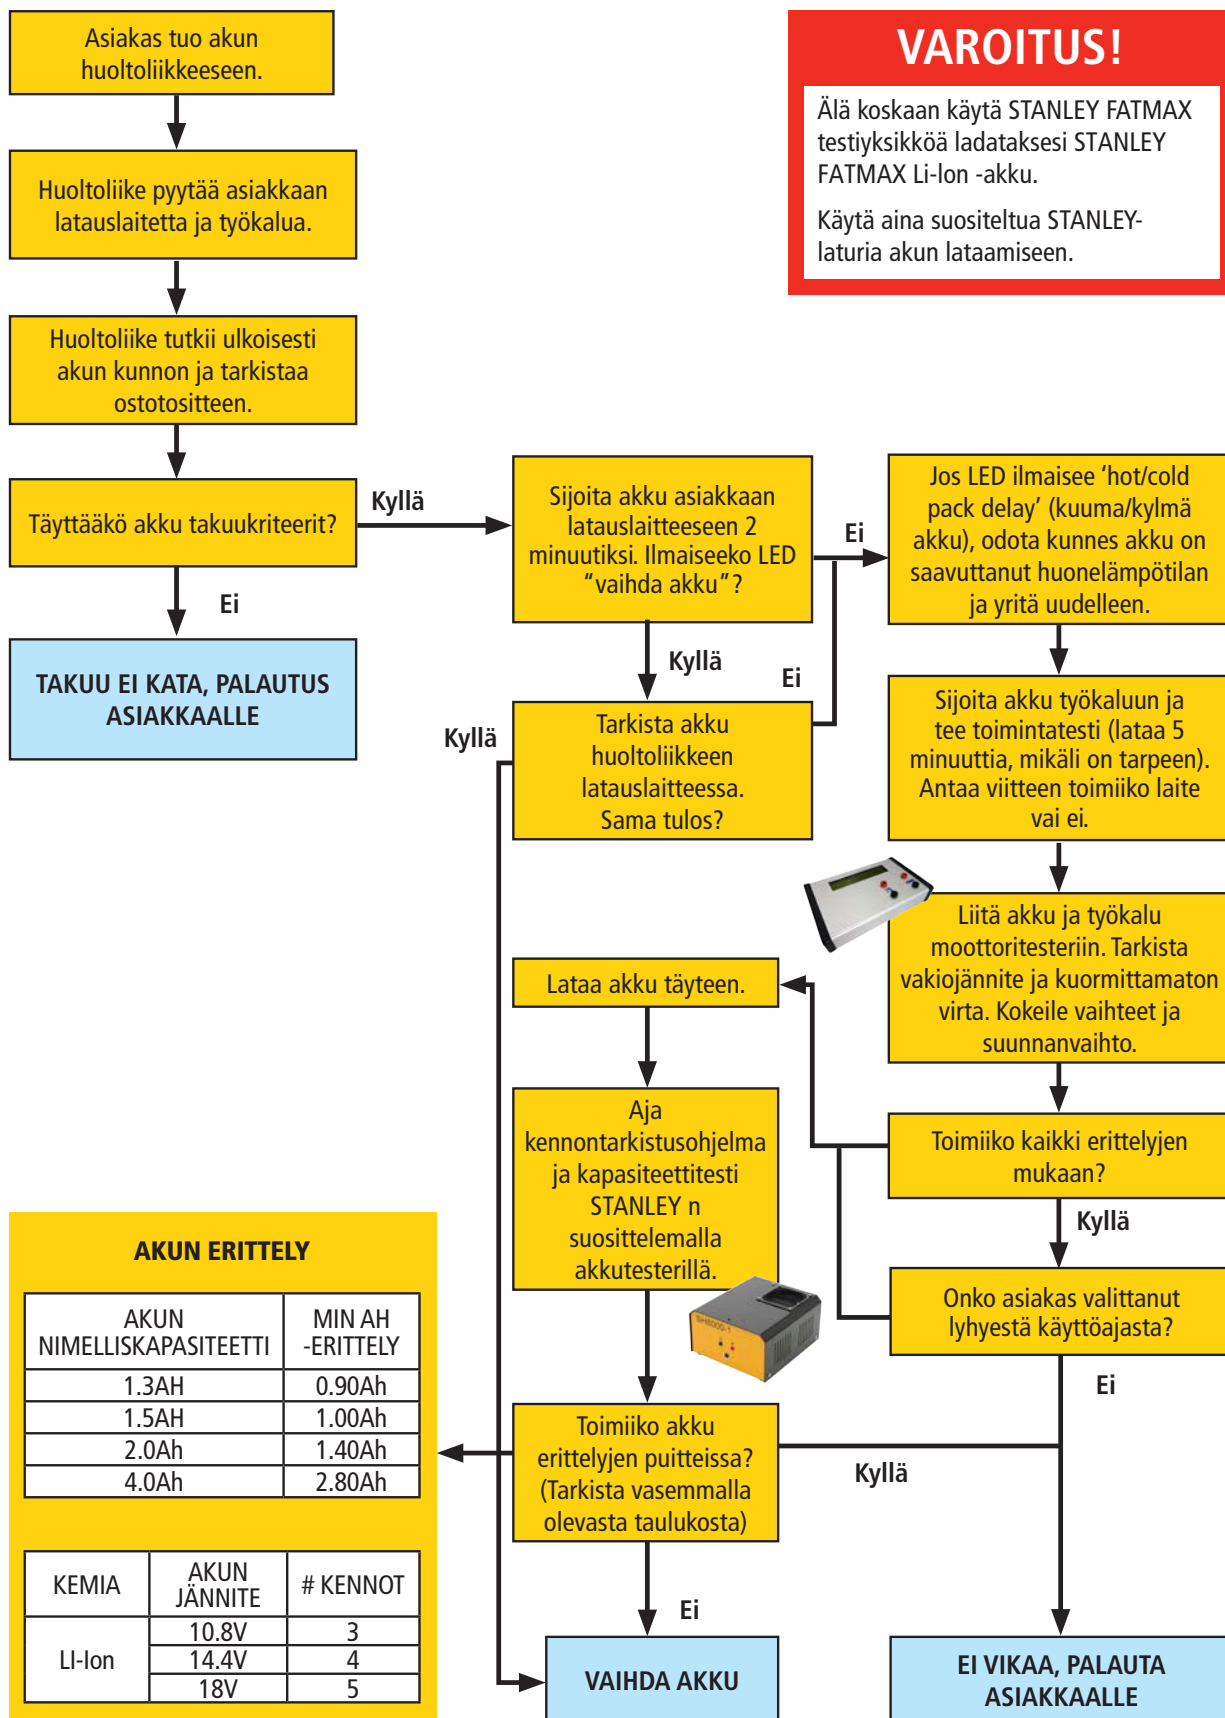 Asiakas tuo akun
huoltoliikkeeseen.
VAROITUS!
Älä koskaan käytä STANLEY FATMAX
testiyksikköä ladataksesi STANLEY
FATMAX Li-Ion -akku.
Käytä aina suositeltua STANLEY-
laturia akun lataamiseen.
Huoltoliike pyytää asiakkaan
latauslaitetta ja työkalua.
Huoltoliike tutkii ulkoisesti
akun kunnon ja tarkistaa
ostotositteen.
Täyttääkö akku takuukriteerit?
Kyllä
Ei
TAKUU EI KATA, PALAUTUS
ASIAKKAALLE
Sijoita akku asiakkaan
latauslaitteeseen 2
minuutiksi. Ilmaiseeko LED
"vaihda akku"?
Ei
Kyllä
Ei
Tarkista akku
huoltoliikkeen
latauslaitteessa.
Sama tulos?
Kyllä
Jos LED ilmaisee ‘hot/cold
pack delay’ (kuuma/kylmä
akku), odota kunnes akku on
saavuttanut huonelämpötilan
ja yritä uudelleen.
Sijoita akku työkaluun ja
tee toimintatesti (lataa 5
minuuttia, mikäli on tarpeen).
Antaa viitteen toimiiko laite
vai ei.
Liitä akku ja työkalu
moottoritesteriin. Tarkista
vakiojännite ja kuormittamaton
virta. Kokeile vaihteet ja
suunnanvaihto.
Toimiiko kaikki erittelyjen
mukaan?
Kyllä
Onko asiakas valittanut
lyhyestä käyttöajasta?
Ei
Lataa akku täyteen.
Aja
kennontarkistusohjelma
ja kapasiteettitesti
STANLEY n
suosittelemalla
akkutesterillä.
SH8000-1
Toimiiko akku
erittelyjen puitteissa?
(Tarkista vasemmalla
olevasta taulukosta)
Kyllä
Ei
VAIHDA AKKU
EI VIKAA, PALAUTA
ASIAKKAALLE
AKUN ERITTELY
AKUN NIMELLISKAPASITEETTI MIN AH -ERITTELY
1.3AH 0.90Ah
1.5AH 1.00Ah
2.0Ah 1.40Ah
4.0Ah 2.80Ah
KEMIA AKUN JÄNNITE # KENNOT
LI-Ion 10.8V 3
14.4V 4
18V 5